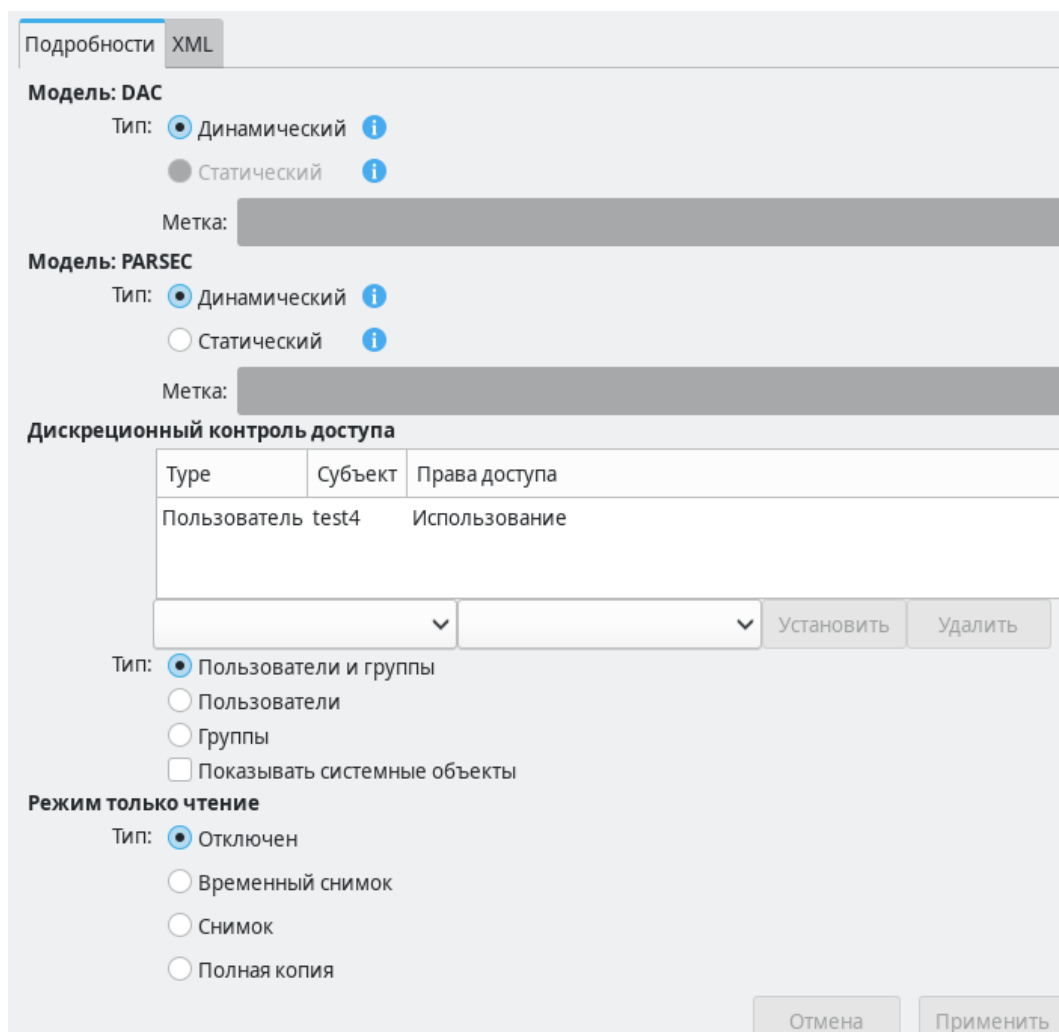 Подробности XML
Модель: DAC
Тип: Динамический
Статический
Метка:
Модель: PARSEC
Тип: Динамический
Статический
Метка:
Дискреционный контроль доступа
Type Субъект Права доступа
Пользователь test4 Использование
Установить Удалить
Тип: Пользователи и группы
Пользователи
Группы
Показывать системные объекты
Режим только чтение
Тип: Отключен
Временный снимок
Снимок
Полная копия
Отмена Применить